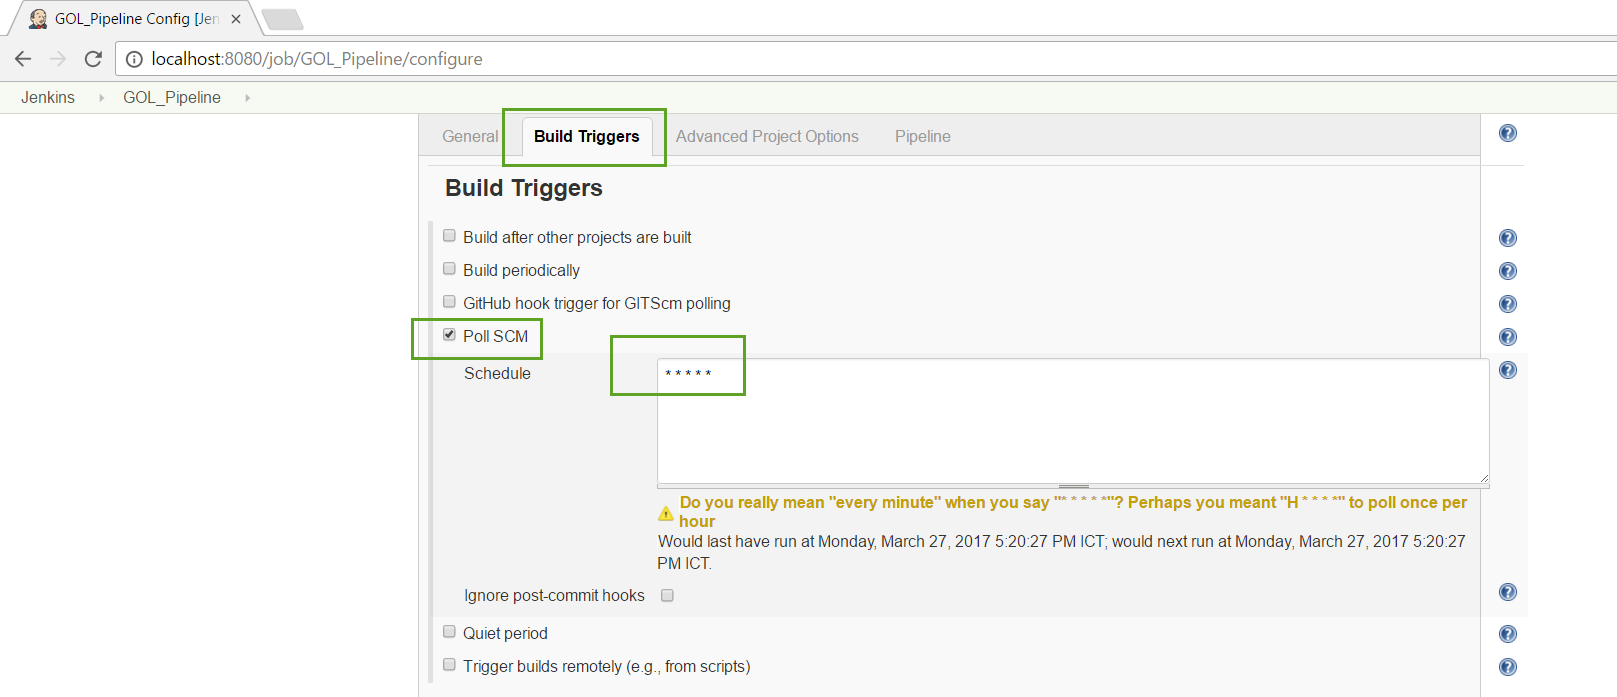 GOL_Pipeline Config [Jen
localhost:8080/job/GOL_Pipeline/configure
Jenkins GOL_Pipeline
General Build Triggers Advanced Project Options Pipeline
Build Triggers
Build after other projects are built
Build periodically
GitHub hook trigger for GITScm polling
Poll SCM
Schedule * * * * *
Do you really mean "every minute" when you say "* * * * *"? Perhaps you meant "H * * * *" to poll once per
hour
Would last have run at Monday, March 27, 2017 5:20:27 PM ICT; would next run at Monday, March 27, 2017 5:20:27
PM ICT.
Ignore post-commit hooks
Quiet period
Trigger builds remotely (e.g., from scripts)